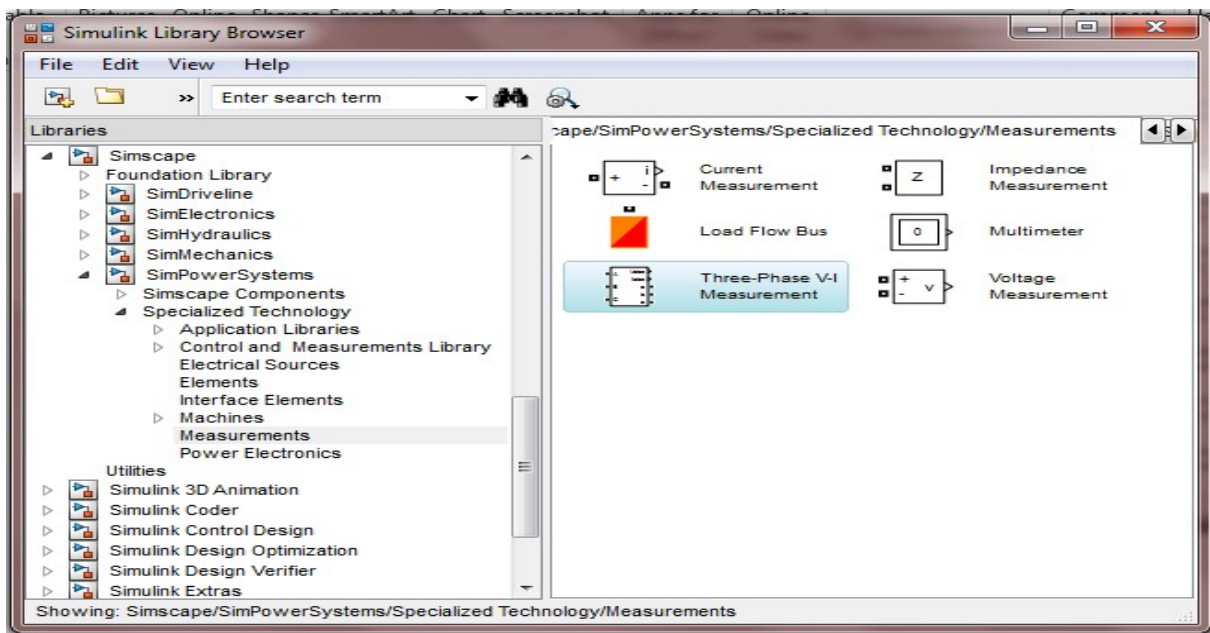 Simulink Library Browser
File Edit View Help
» Enter search term
Libraries
cape/SimPowerSystems/Specialized Technology/Measurements
Simscape
Foundation Library
SimDriveline
SimElectronics
SimHydraulics
SimMechanics
SimPowerSystems
Simscape Components
Specialized Technology
Application Libraries
Control and Measurements Library
Electrical Sources
Elements
Interface Elements
Machines
Measurements
Power Electronics
Utilities
Simulink 3D Animation
Simulink Coder
Simulink Control Design
Simulink Design Optimization
Simulink Design Verifier
Simulink Extras
+ - i
Current
Measurement
Z
Impedance
Measurement
Load Flow Bus
0
Multimeter
Three-Phase V-I
Measurement
+ - v
Voltage
Measurement
Showing: Simscape/SimPowerSystems/Specialized Technology/Measurements